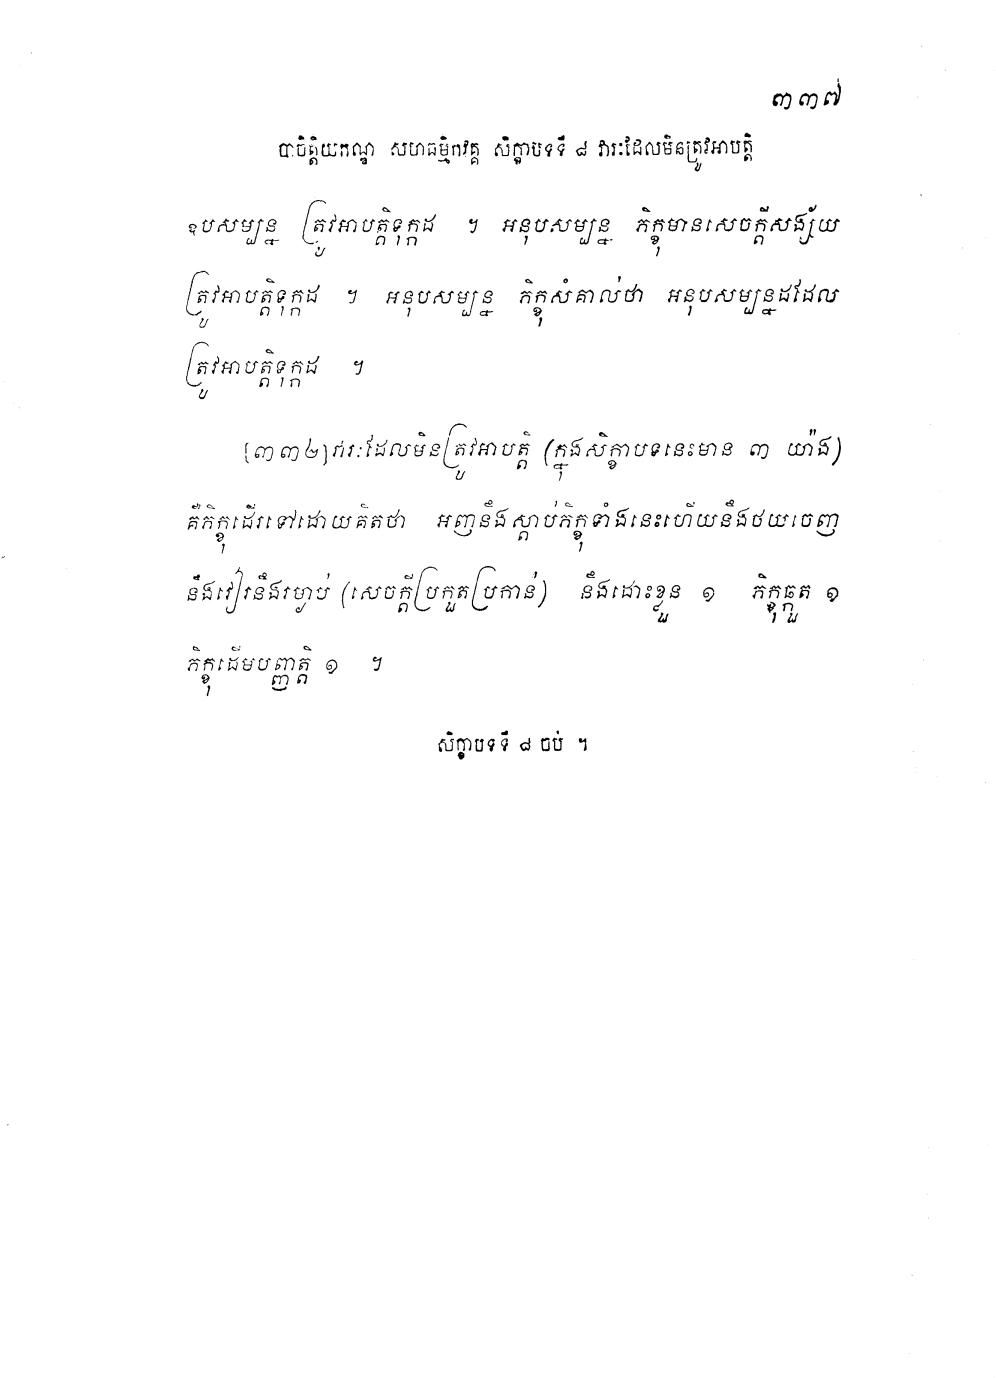 ៣៣៧
បាចិត្តិយកណ្ឌ សហធម្មិកវគ្គ សិក្ខាបទទី ៨ វារៈដែលមិនត្រូវអាបត្តិ
ឧបសម្បន្ន ត្រូវអាបត្តិទុក្កដ ។ អនុបសម្បន្ន ភិក្ខុមានសេចក្តីសង្ស័យ
ត្រូវអាបត្តិទុក្កដ ។ អនុបសម្បន្ន ភិក្ខុសំគាល់ថា អនុបសម្បន្នដដែល
ត្រូវអាបត្តិទុក្កដ ។
[៣៣៤] វារៈដែលមិនត្រូវអាបត្តិ (ក្នុងសិក្ខាបទនេះមាន ៣ យ៉ាង)
គឺភិក្ខុដើរទៅដោយគិតថា អញនឹងស្តាប់ភិក្ខុទាំងនេះហើយនឹងថយចេញ
នឹងវៀរនឹងរម្ងាប់ (សេចក្តីប្រកួតប្រកាន់) នឹងដោះខ្លួន ១ ភិក្ខុឆ្កួត ១
ភិក្ខុដើមបញ្ញត្តិ ១ ។
សិក្ខាបទទី ៨ ចប់ ។